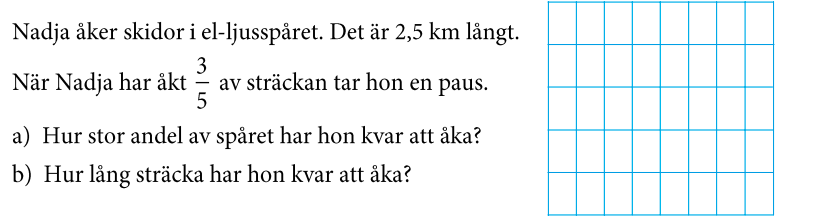 Nadja åker skidor i el-ljusspåret. Det är 2,5 km långt.
När Nadja har åkt 3/5 av sträckan tar hon en paus.
a) Hur stor andel av spåret har hon kvar att åka?
b) Hur lång sträcka har hon kvar att åka?